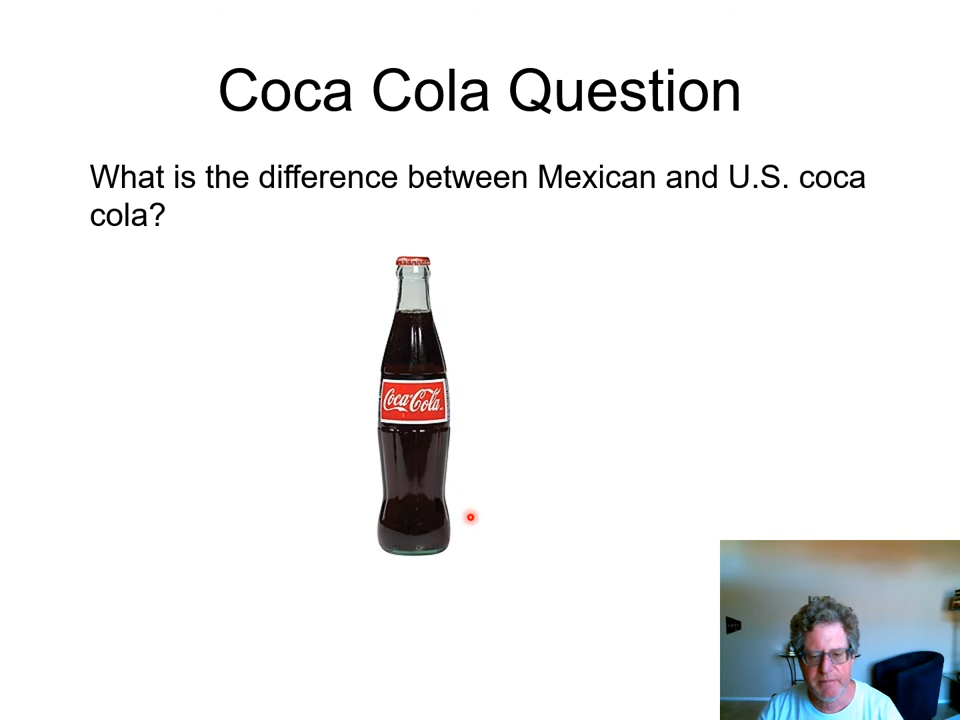 Coca Cola Question
What is the difference between Mexican and U.S. coca
cola?
Coca-Cola